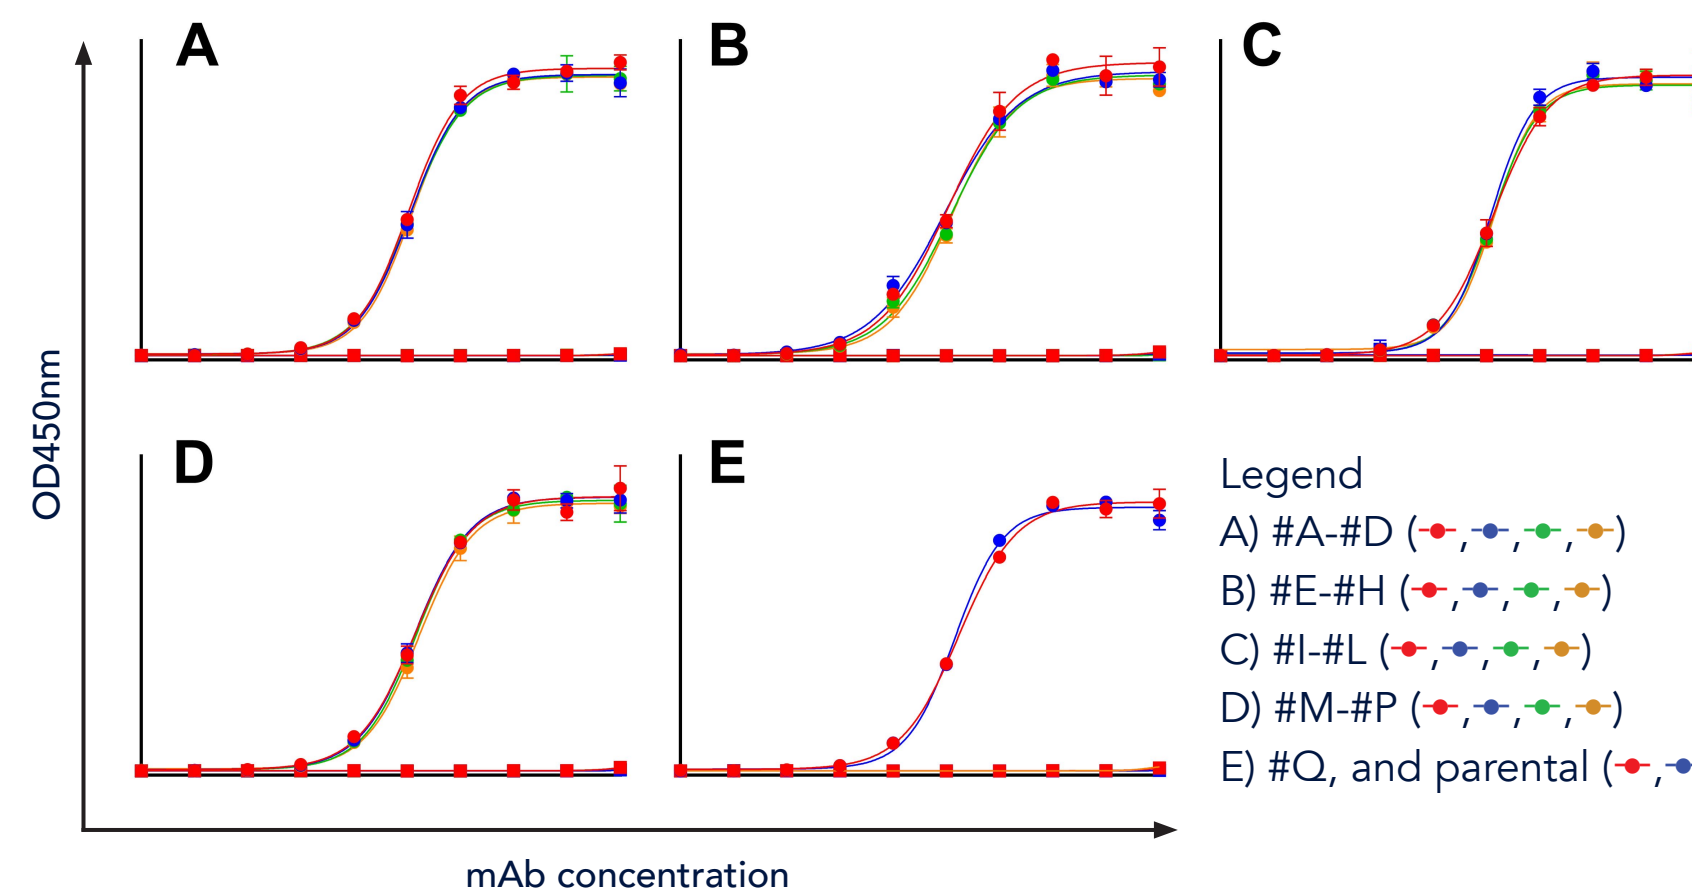 A
B
C
D
E
OD450nm
mAb concentration
Legend
A) #A-#D ( , , , )
B) #E-#H ( , , , )
C) #I-#L ( , , , )
D) #M-#P ( , , , )
E) #Q, and parental ( ,